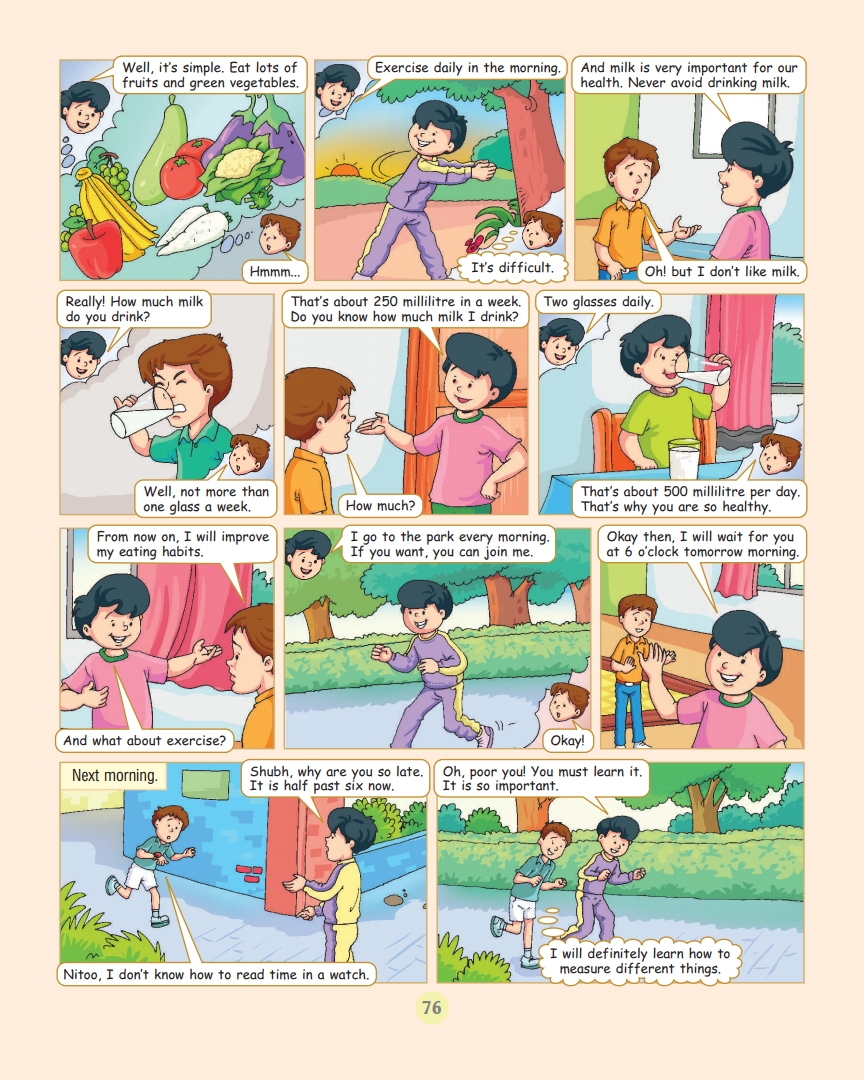 Well, it's simple. Eat lots of
fruits and green vegetables.
Hmmm...
Exercise daily in the morning.
It's difficult.
And milk is very important for our
health. Never avoid drinking milk.
Oh! but I don't like milk.
Really! How much milk
do you drink?
Well, not more than
one glass a week.
That's about 250 millilitre in a week.
Do you know how much milk I drink?
How much?
Two glasses daily.
That's about 500 millilitre per day.
That's why you are so healthy.
From now on, I will improve
my eating habits.
And what about exercise?
I go to the park every morning.
If you want, you can join me.
Okay!
Okay then, I will wait for you
at 6 o'clock tomorrow morning.
Next morning.
Shubh, why are you so late.
It is half past six now.
Nitoo, I don't know how to read time in a watch.
Oh, poor you! You must learn it.
It is so important.
I will definitely learn how to
measure different things.
76